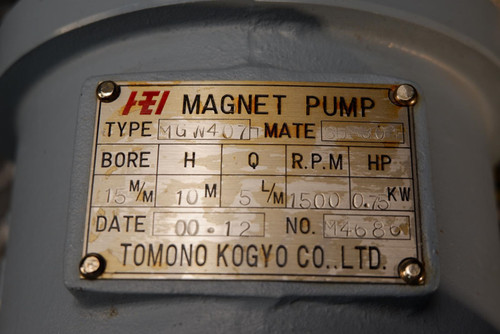 HEI MAGNET PUMP
TYPE MGW407 MATE
BORE H Q R.P.M HP
15 M/M 10 M 5 L/M 1500 0.75 KW
DATE 00.12 NO. M4686
TOMONO KOGYO CO.,LTD.